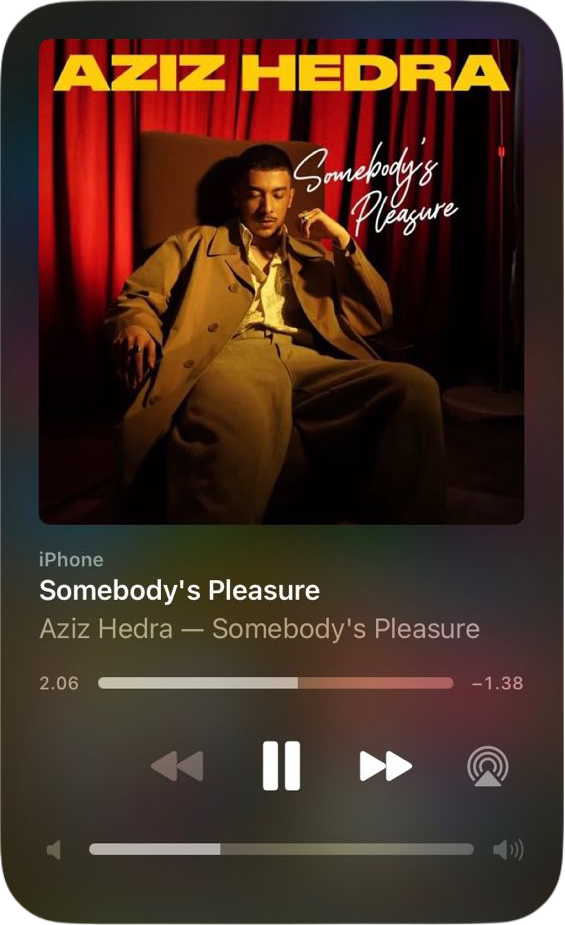 AZIZ HEDRA
Somebody's
Pleasure
iPhone
Somebody's Pleasure
Aziz Hedra — Somebody's Pleasure
2.06
−1.38